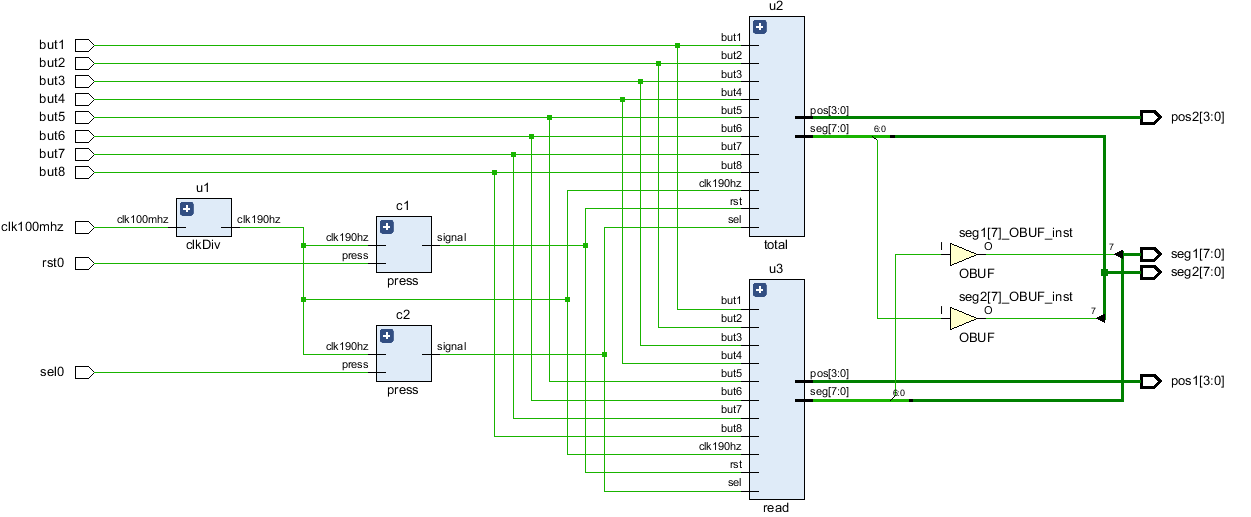 u2
but1
but2
but3
but4
but5
but6
but7
but8
but1
but2
but3
but4
but5
but6
but7
but8
clk190hz
rst
sel
pos[3:0]
seg[7:0]
6:0
total
pos2[3:0]
u1
clk100mhz
clk100mhz
clk190hz
clkDiv
rst0
c1
clk190hz
press
signal
press
c2
clk190hz
press
signal
press
sel0
seg1[7]_OBUF_inst
I
O
7
OBUF
seg1[7:0]
seg2[7:0]
seg2[7]_OBUF_inst
I
O
7
OBUF
u3
but1
but2
but3
but4
but5
but6
but7
but8
clk190hz
rst
sel
pos[3:0]
seg[7:0]
6:0
read
pos1[3:0]